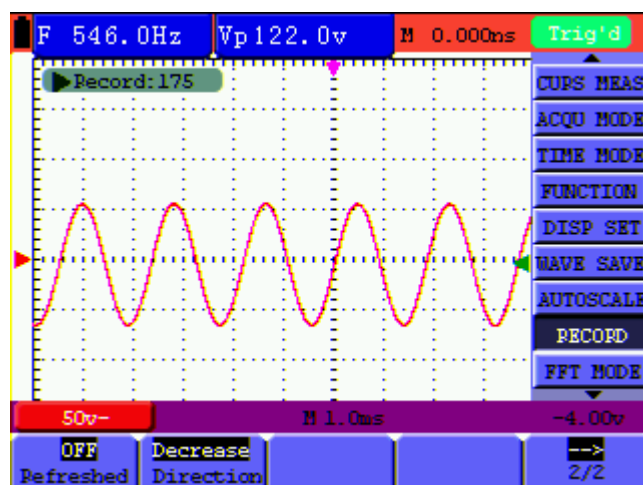 F 546.0Hz
Vp122.0v
M 0.000ns
Trig'd
Record:175
CURS MEAS
ACQU MODE
TIME MODE
FUNCTION
DISP SET
WAVE SAVE
AUTOSCALE
RECORD
FFT MODE
50v~
M 1.0ms
-4.00v
OFF
Refreshed
Decrease
Direction
-->
2/2